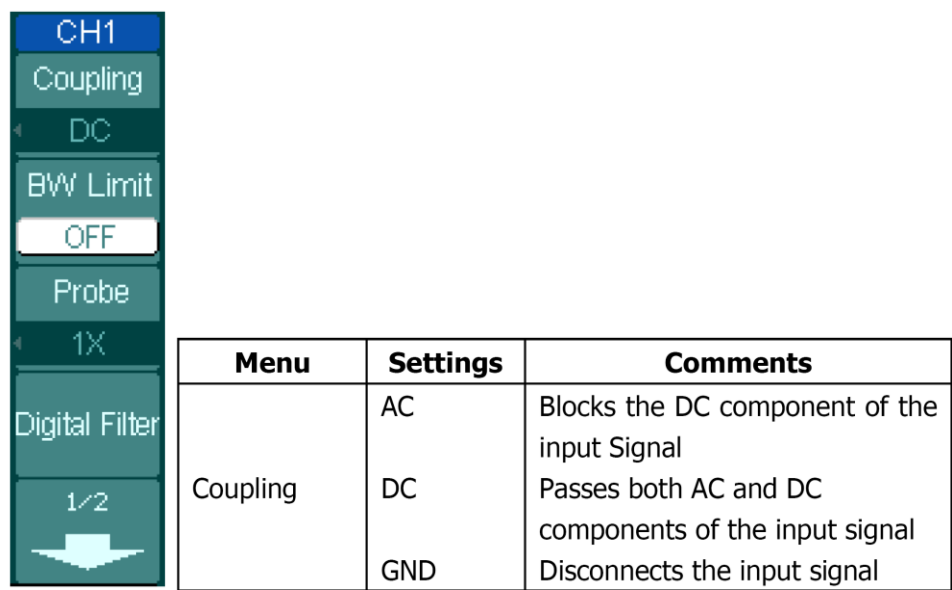 CH1
Coupling
DC
BW Limit
OFF
Probe
1X
Digital Filter
1/2
Menu Settings Comments
AC Blocks the DC component of the
input Signal
Coupling DC Passes both AC and DC
components of the input signal
GND Disconnects the input signal